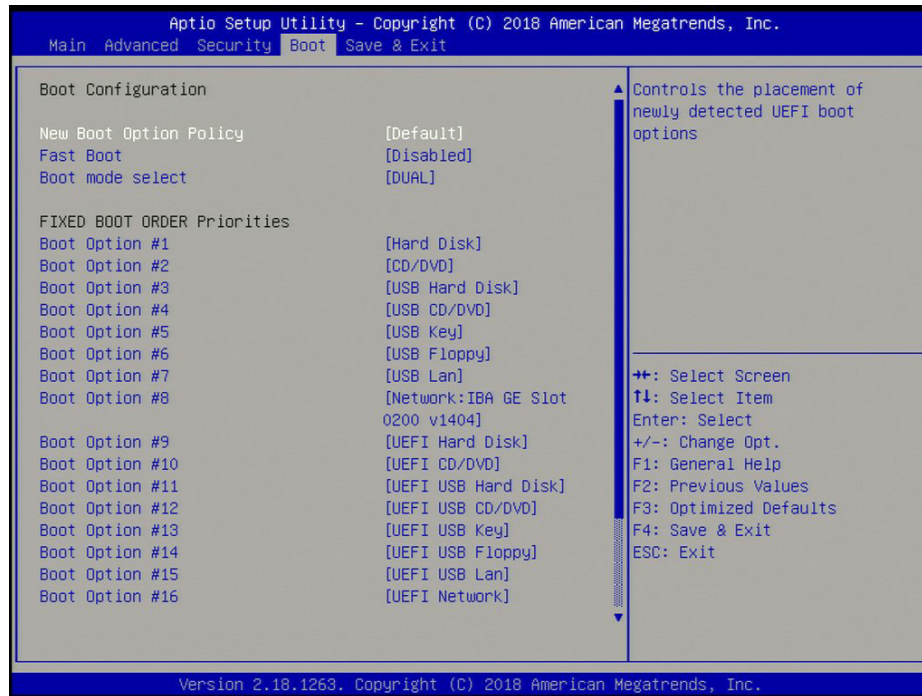 Aptio Setup Utility – Copyright (C) 2018 American Megatrends, Inc.
Main Advanced Security Boot Save & Exit
Boot Configuration
New Boot Option Policy [Default]
Fast Boot [Disabled]
Boot mode select [DUAL]
FIXED BOOT ORDER Priorities
Boot Option #1 [Hard Disk]
Boot Option #2 [CD/DVD]
Boot Option #3 [USB Hard Disk]
Boot Option #4 [USB CD/DVD]
Boot Option #5 [USB Key]
Boot Option #6 [USB Floppy]
Boot Option #7 [USB Lan]
Boot Option #8 [Network:IBA GE Slot
0200 v1404]
Boot Option #9 [UEFI Hard Disk]
Boot Option #10 [UEFI CD/DVD]
Boot Option #11 [UEFI USB Hard Disk]
Boot Option #12 [UEFI USB CD/DVD]
Boot Option #13 [UEFI USB Key]
Boot Option #14 [UEFI USB Floppy]
Boot Option #15 [UEFI USB Lan]
Boot Option #16 [UEFI Network]
Controls the placement of
newly detected UEFI boot
options
→←: Select Screen
↑↓: Select Item
Enter: Select
+/-: Change Opt.
F1: General Help
F2: Previous Values
F3: Optimized Defaults
F4: Save & Exit
ESC: Exit
Version 2.18.1263. Copyright (C) 2018 American Megatrends, Inc.